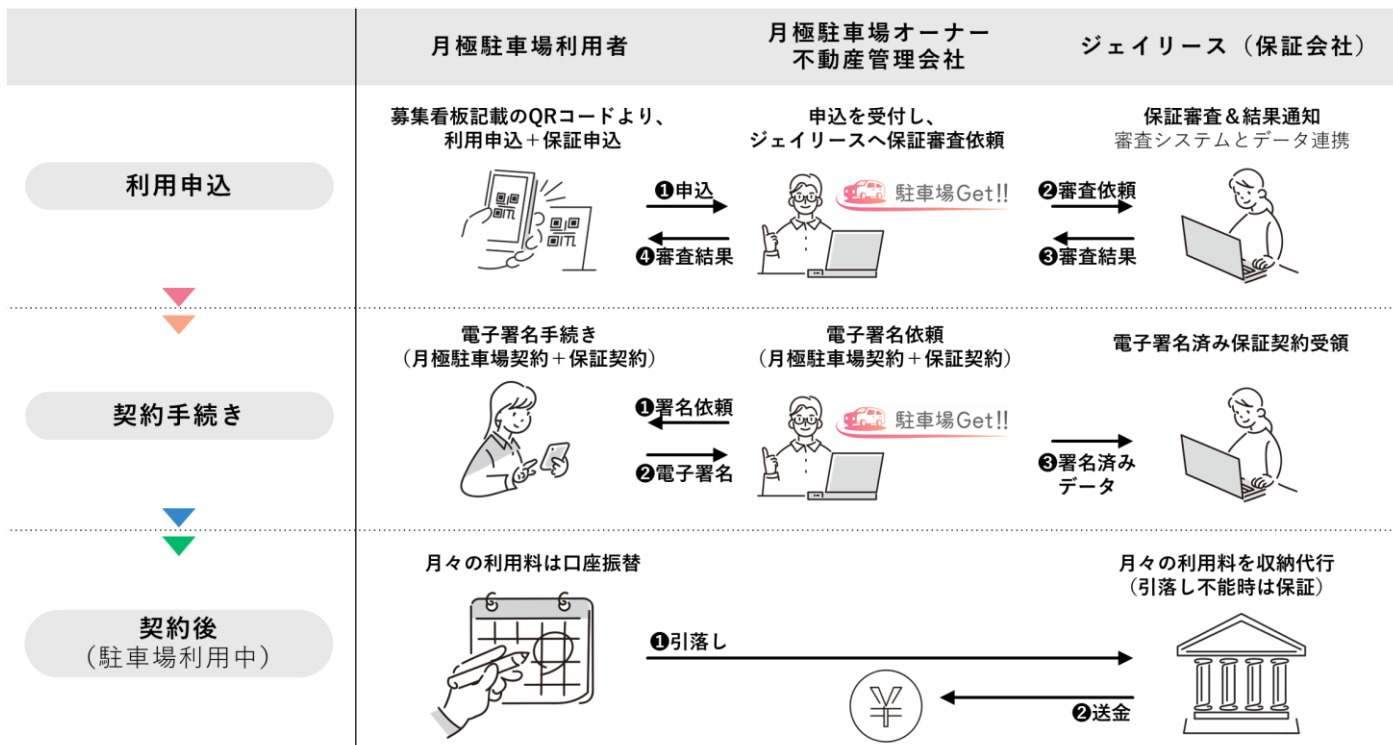 月極駐車場利用者
月極駐車場オーナー
不動産管理会社
ジェイリース（保証会社）
利用申込
募集看板記載のQRコードより、
利用申込＋保証申込
❶申込
❹審査結果
申込を受付し、
ジェイリースへ保証審査依頼
駐車場Get!!
❷審査依頼
❸審査結果
保証審査＆結果通知
審査システムとデータ連携
契約手続き
電子署名手続き
（月極駐車場契約＋保証契約）
❶署名依頼
❷電子署名
電子署名依頼
（月極駐車場契約＋保証契約）
駐車場Get!!
❸署名済み
データ
電子署名済み保証契約受領
契約後
（駐車場利用中）
月々の利用料は口座振替
❶引落し
¥
❷送金
月々の利用料を収納代行
（引落し不能時は保証）